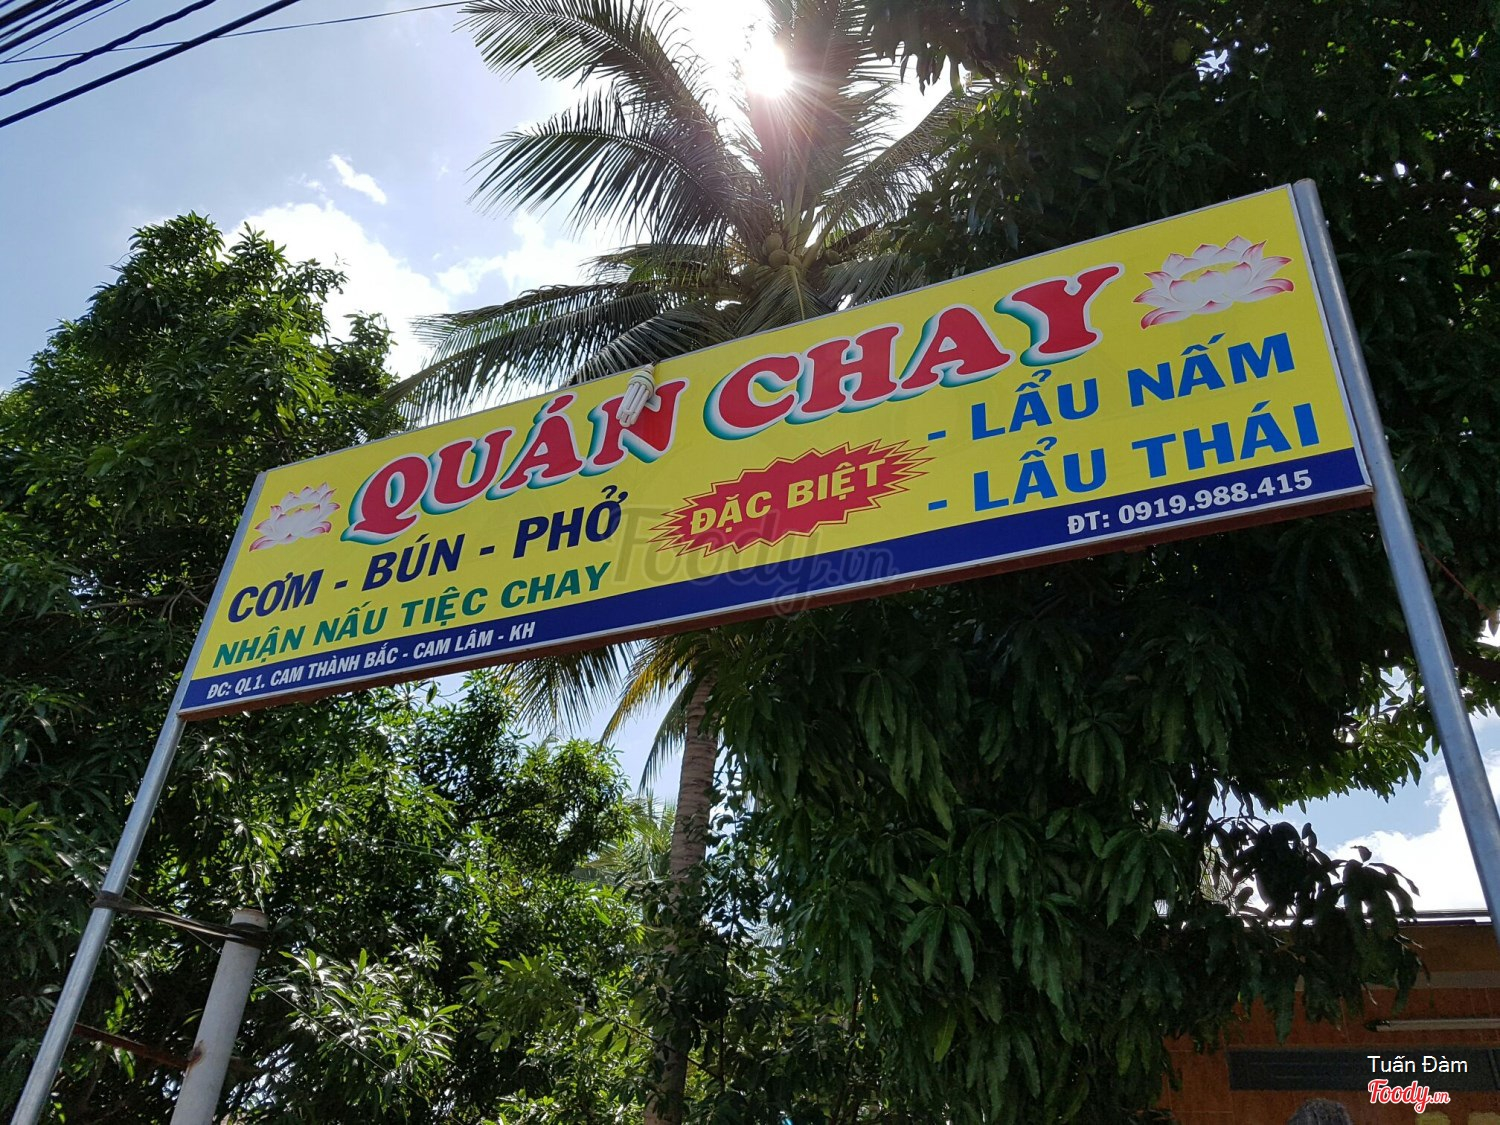 QUÁN CHAY
CƠM - BÚN - PHỞ
NHẬN NẤU TIỆC CHAY
ĐẶC BIỆT
- LẨU NẤM
- LẨU THÁI
ĐC: QL1. CAM THÀNH BẮC - CAM LÂM - KH
ĐT: 0919.988.415
Foody.vn
Tuấn Đàm
Foody.vn